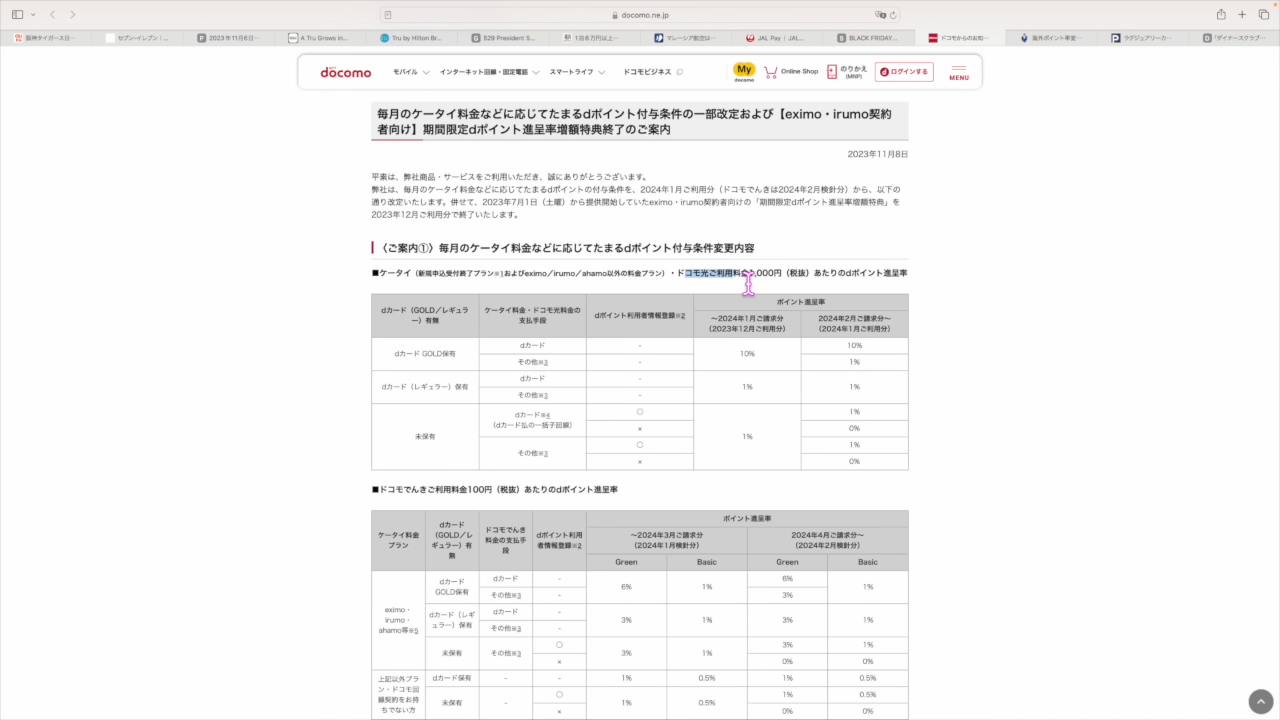 docomo.ne.jp
阪神タイガース日…
セブン‐イレブン｜…
2023年11月6日…
A Tru Grows in...
Tru by Hilton Br...
529 President S...
1泊6万円以上…
マレーシア航空は…
JAL Pay | JAL...
BLACK FRIDAY...
ドコモからのお知…
海外ポイント率変…
ラグジュアリーカ…
「ダイナースクラブ…
docomo
モバイル
インターネット回線・固定電話
スマートライフ
ドコモビジネス
My
docomo
Online Shop
のりかえ
(MNP)
ログインする
MENU
毎月のケータイ料金などに応じてたまるdポイント付与条件の一部改定および【eximo・irumo契約
者向け】期間限定dポイント進呈率増額特典終了のご案内
2023年11月8日
平素は、弊社商品・サービスをご利用いただき、誠にありがとうございます。
弊社は、毎月のケータイ料金などに応じてたまるdポイントの付与条件を、2024年1月ご利用分（ドコモでんきは2024年2月検針分）から、以下の
通り改定いたします。併せて、2023年7月1日（土曜）から提供開始していたeximo・irumo契約者向けの「期間限定dポイント進呈率増額特典」を
2023年12月ご利用分で終了いたします。
〈ご案内①〉毎月のケータイ料金などに応じてたまるdポイント付与条件変更内容
■ケータイ（新規申込受付終了プラン※1およびeximo／irumo／ahamo以外の料金プラン）・ドコモ光ご利用料金1,000円（税抜）あたりのdポイント進呈率
dカード（GOLD／レギュラ
ー）有無
ケータイ料金・ドコモ光料金の
支払手段
dポイント利用者情報登録※2
ポイント進呈率
～2024年1月ご請求分
（2023年12月ご利用分）
2024年2月ご請求分～
（2024年1月ご利用分）
dカード GOLD保有
dカード
-
10%
10%
その他※3
-
1%
dカード（レギュラー）保有
dカード
-
1%
1%
その他※3
-
未保有
dカード※4
（dカード払の一括子回線）
○
1%
1%
×
0%
その他※3
○
1%
×
0%
■ドコモでんきご利用料金100円（税抜）あたりのdポイント進呈率
ケータイ料金
プラン
dカード
（GOLD／レ
ギュラー）有
無
ドコモでんき
料金の支払手
段
dポイント利用
者情報登録※2
ポイント進呈率
～2024年3月ご請求分
（2024年1月検針分）
2024年4月ご請求分～
（2024年2月検針分）
Green
Basic
Green
Basic
eximo・
irumo・
ahamo等※5
dカード
GOLD保有
dカード
-
6%
1%
6%
1%
その他※3
-
3%
dカード（レギ
ュラー）保有
dカード
-
3%
1%
3%
1%
その他※3
-
未保有
その他※3
○
3%
1%
3%
1%
×
0%
0%
上記以外プラ
ン・ドコモ回
線契約をお持
ちでない方
dカード保有
-
-
1%
0.5%
1%
0.5%
未保有
-
○
1%
0.5%
1%
0.5%
×
0%
0%